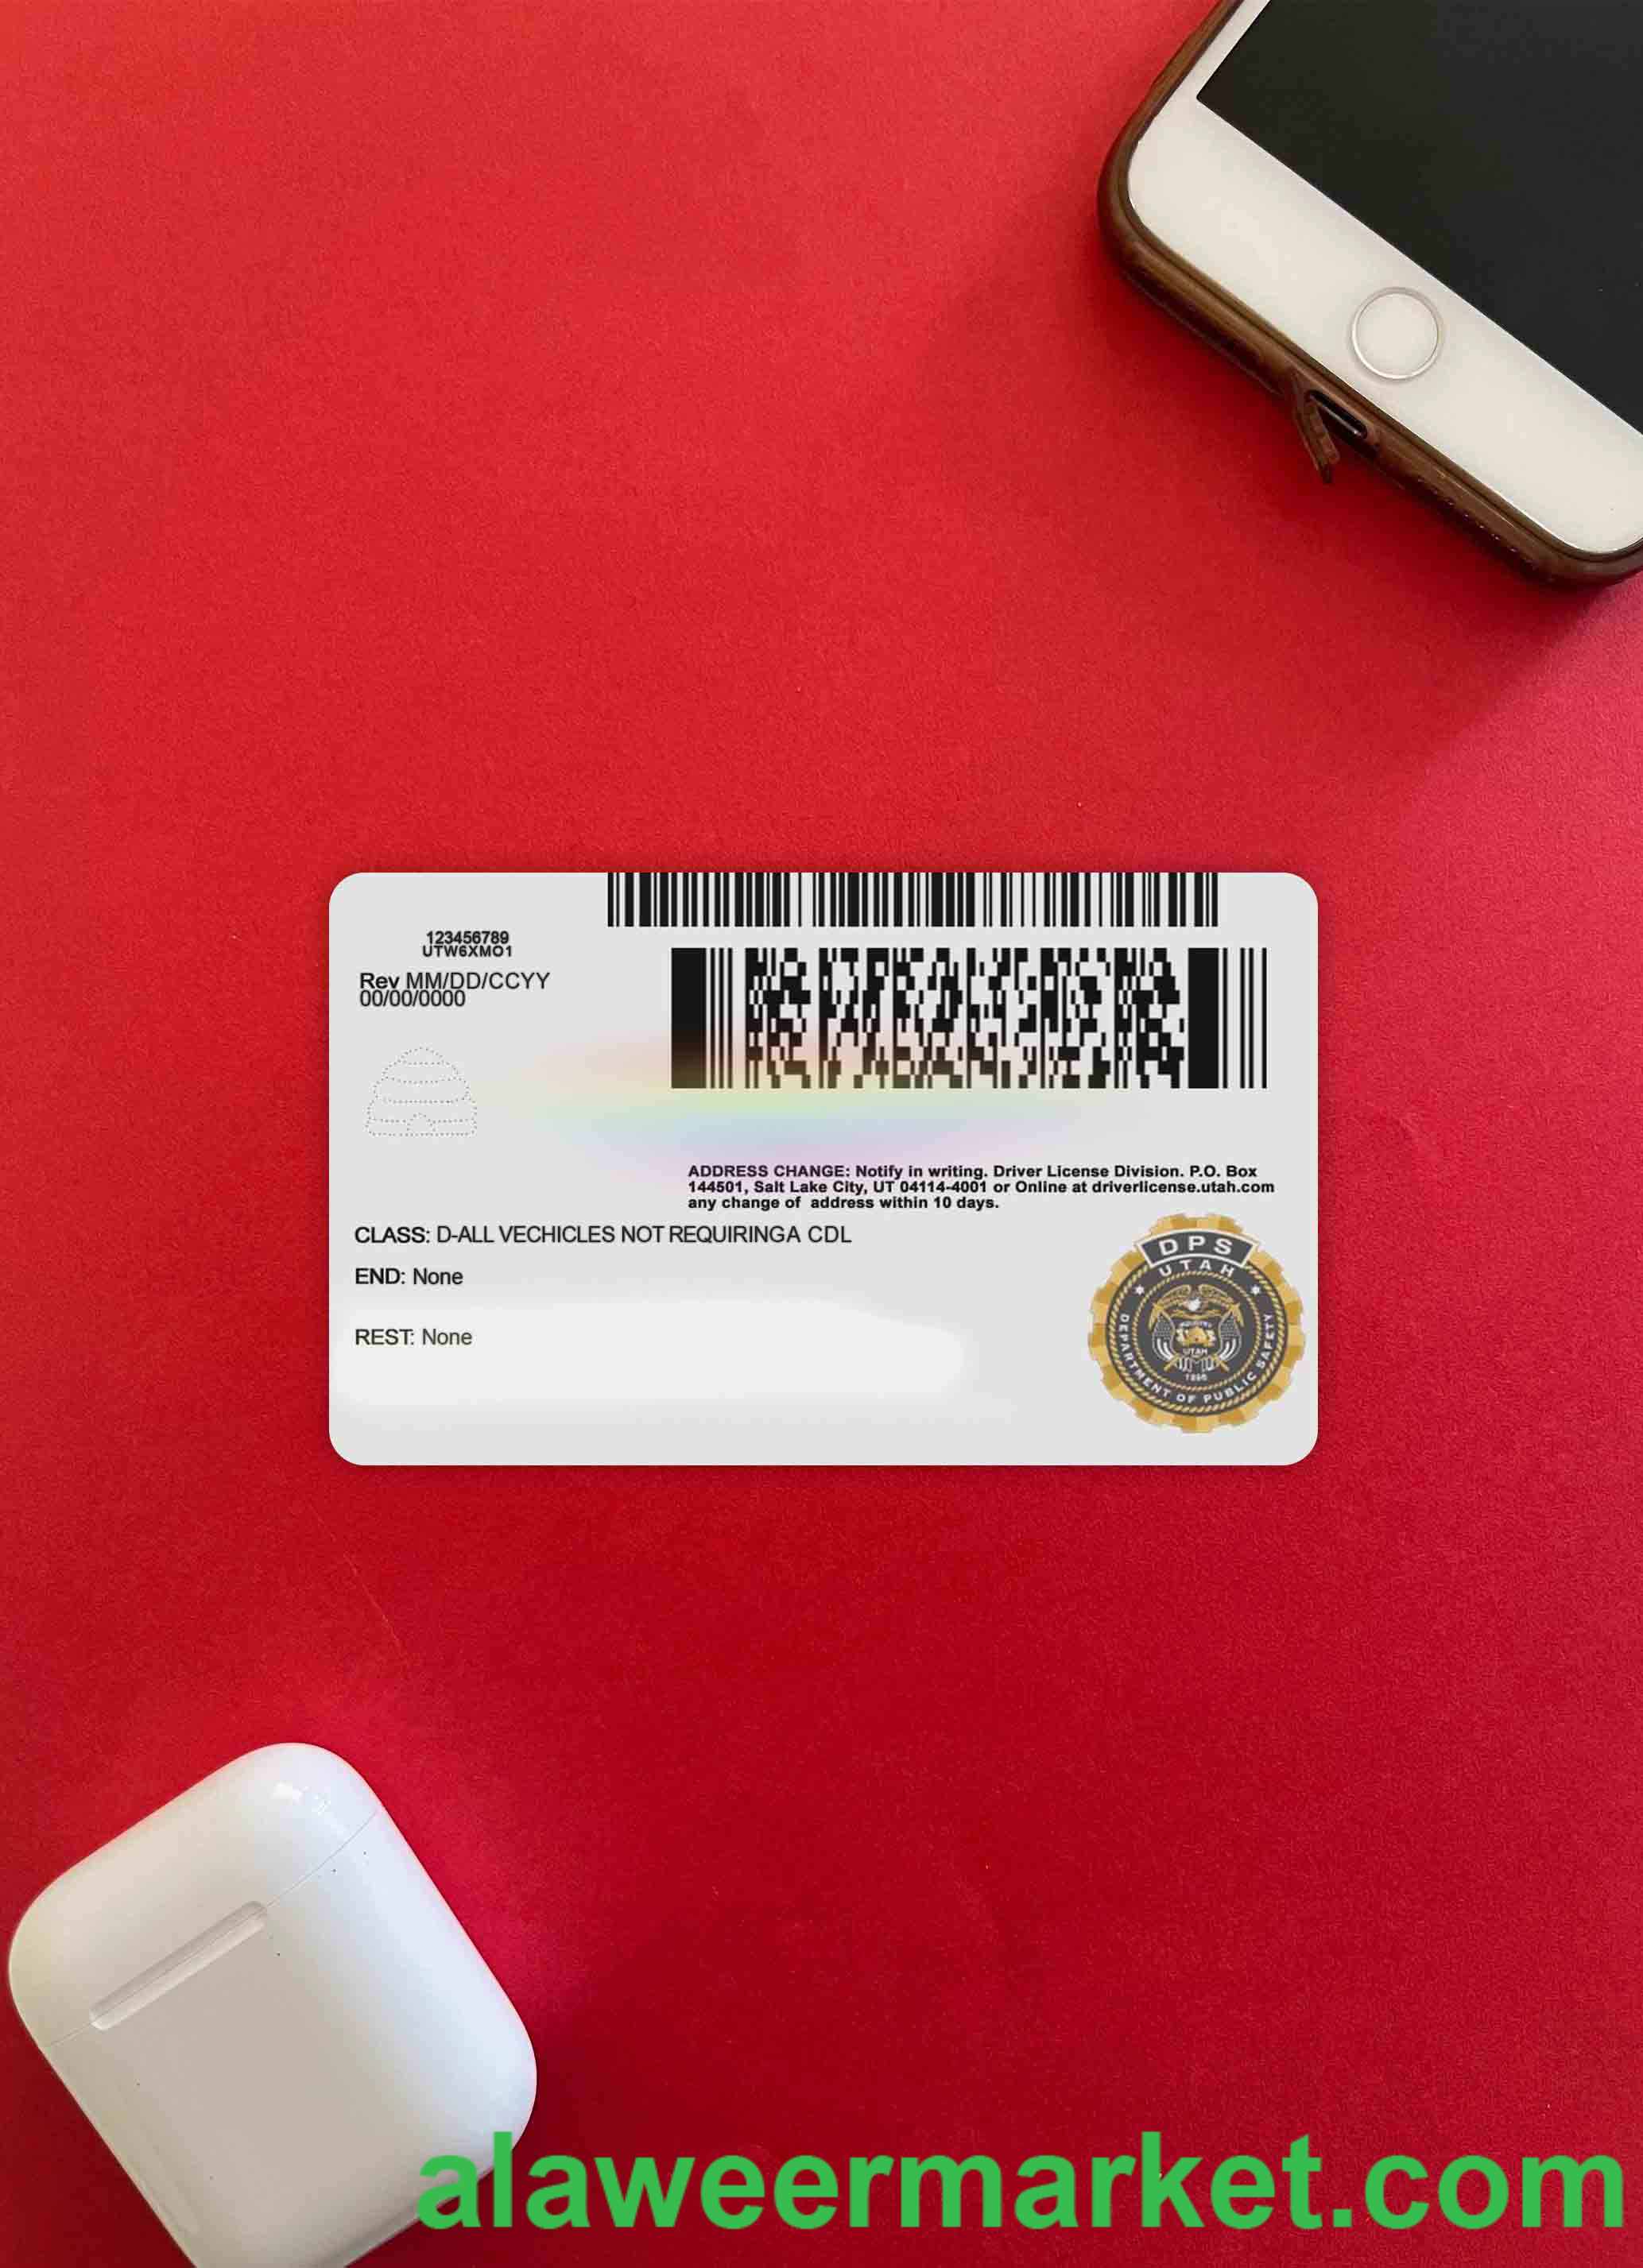 123456789
UTW6XMO1
Rev MM/DD/CCYY
00/00/0000
ADDRESS CHANGE: Notify in writing. Driver License Division. P.O. Box
144501, Salt Lake City, UT 04114-4001 or Online at driverlicense.utah.com
any change of address within 10 days.
CLASS: D-ALL VECHICLES NOT REQUIRINGA CDL
END: None
REST: None
DPS
UTAH
DEPARTMENT OF PUBLIC SAFETY
INDUSTRY
UTAH
1896
alaweermarket.com